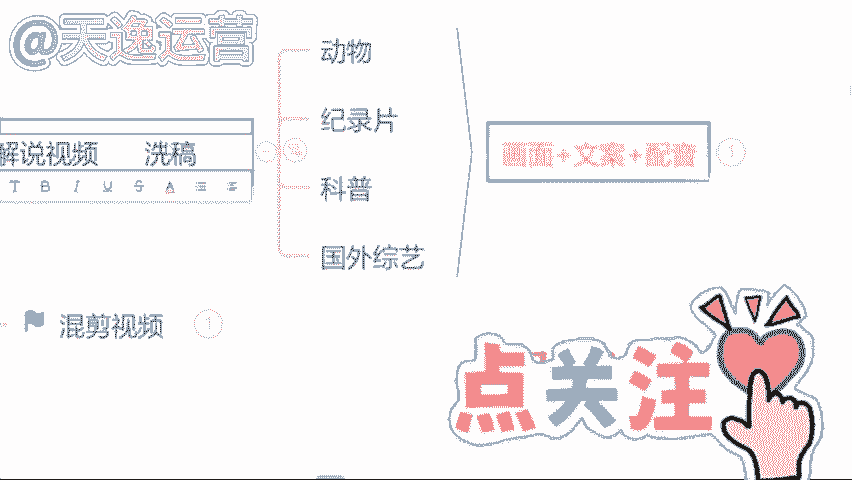 @天逸运营
动物
纪录片
解说视频 洗稿
画面+文案+配音
1
T B I U S A
科普
国外综艺
混剪视频
1
点关注